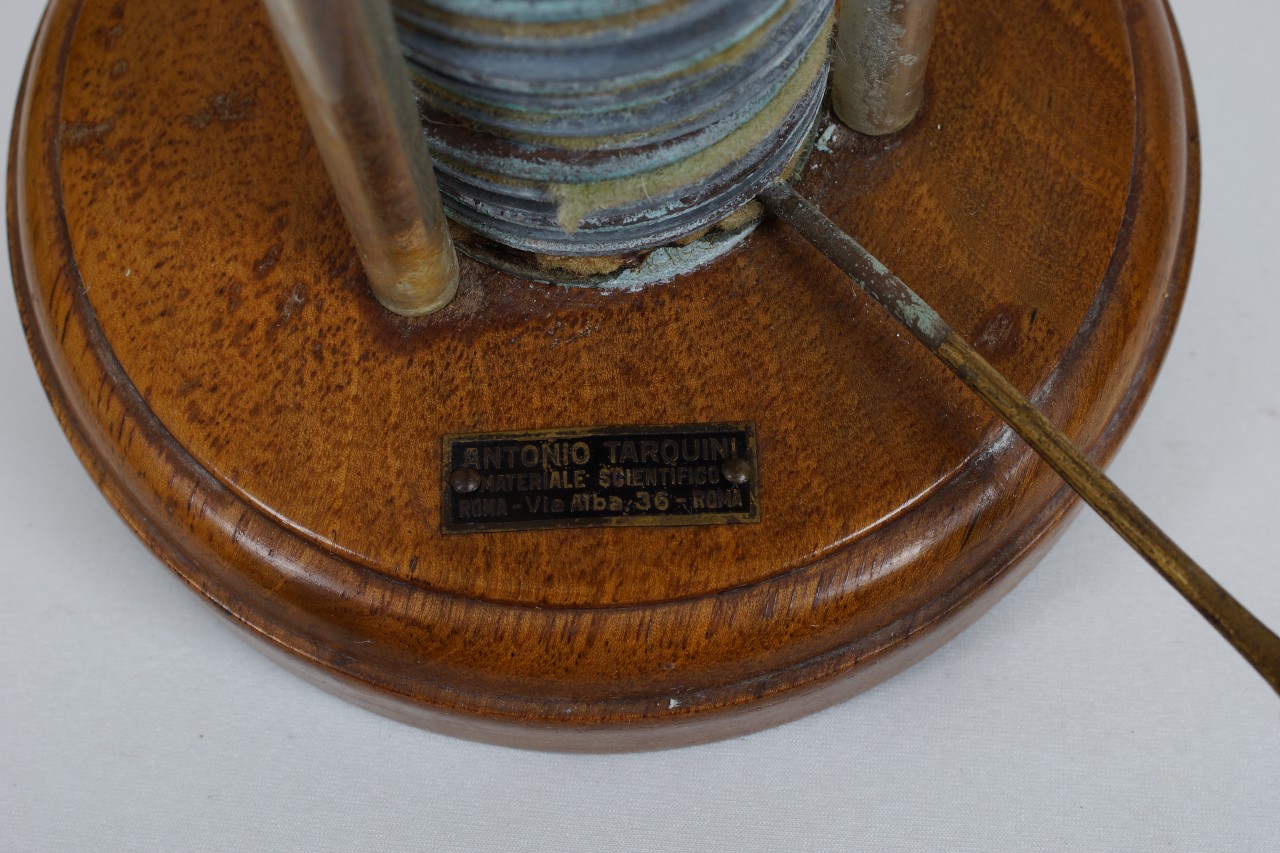 ANTONIO TARQUINI
MATERIALE SCIENTIFICO
ROMA - Via Alba, 36 - ROMA